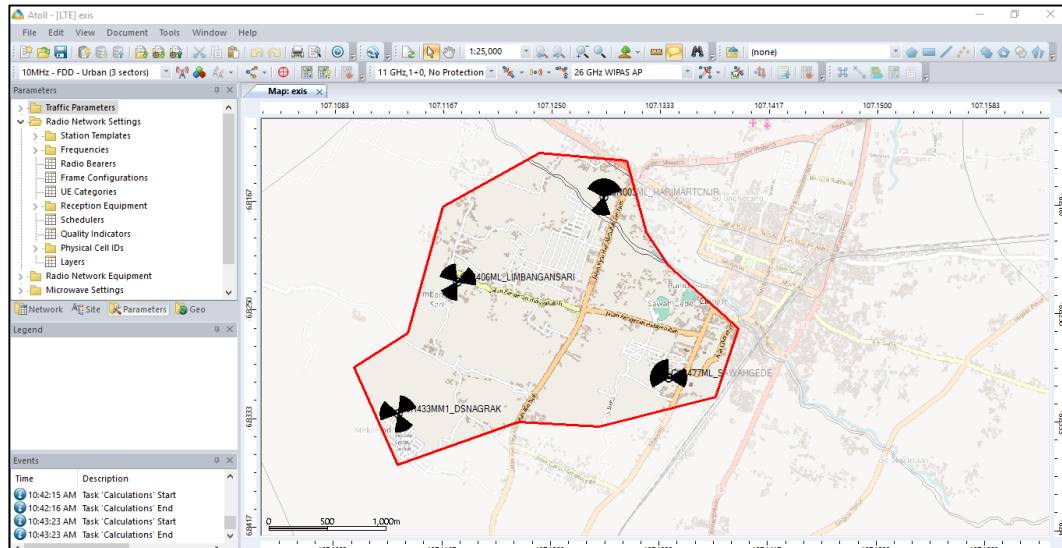 Atoll - [LTE] exis
File Edit View Document Tools Window Help
1:25,000 (none)
10MHz - FDD - Urban (3 sectors) 11 GHz,1+0, No Protection 26 GHz WIPAS AP
Parameters
Traffic Parameters
Radio Network Settings
Station Templates
Frequencies
Radio Bearers
Frame Configurations
UE Categories
Reception Equipment
Schedulers
Quality Indicators
Physical Cell IDs
Layers
Radio Network Equipment
Microwave Settings
Network Site Parameters Geo
Legend
Events
Time Description
10:42:15 AM Task 'Calculations' Start
10:42:16 AM Task 'Calculations' End
10:43:23 AM Task 'Calculations' Start
10:43:23 AM Task 'Calculations' End
Map: exis
107.1083 107.1167 107.1250 107.1333 107.1417 107.1500 107.1583
68167
68250
68333
68417
ML_HARIMARTCNJR
406ML_LIMBANGANSARI
477ML_SAWAHGEDE
433MM1_DSNAGRAK
0 500 1,000m